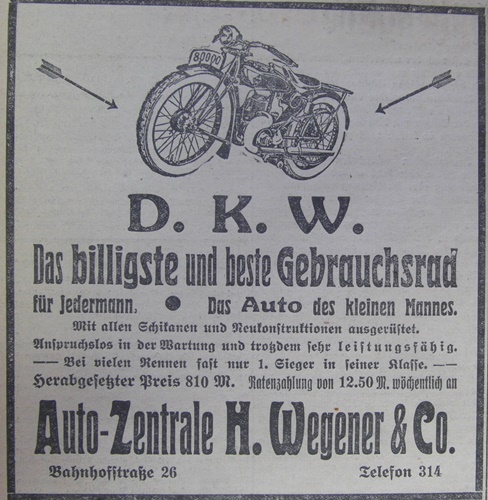 80000
D. K. W.
Das billigste und beste Gebrauchsrad
für Jedermann. ● Das Auto des kleinen Mannes.
Mit allen Schikanen und Neukonstruktionen ausgerüstet.
Anspruchslos in der Wartung und trotzdem sehr leistungsfähig.
— Bei vielen Rennen fast nur 1. Sieger in seiner Klasse. —
Herabgesetzter Preis 810 M. Ratenzahlung von 12.50 M. wöchentlich an
Auto-Zentrale H. Wegener & Co.
Bahnhofstraße 26 Telefon 314